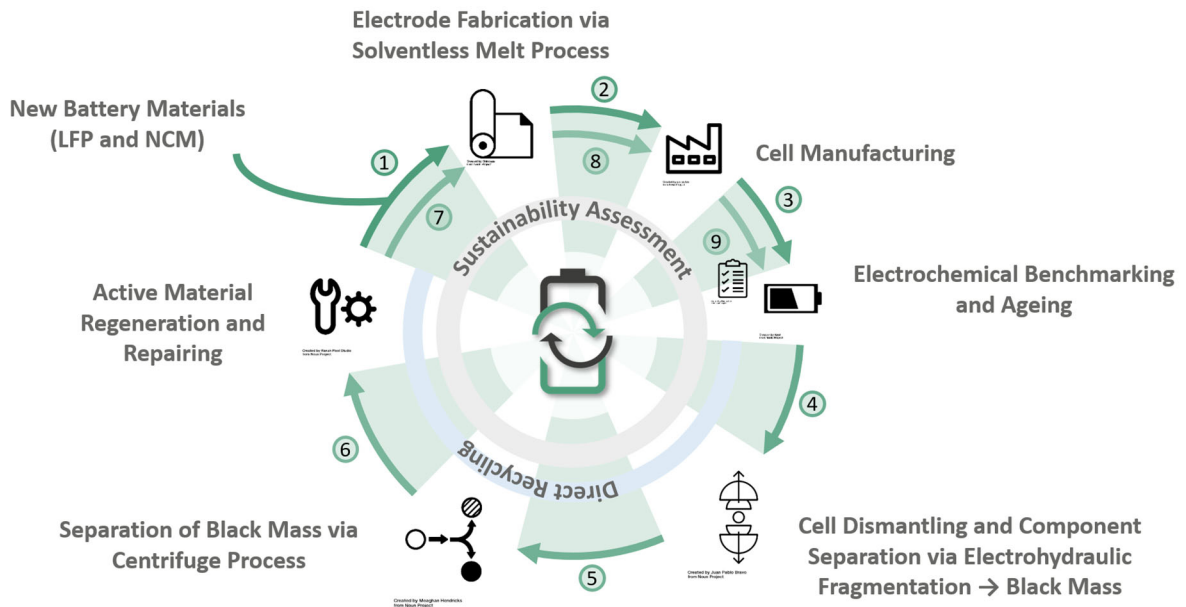 Electrode Fabrication via
Solventless Melt Process
New Battery Materials
(LFP and NCM)
1
2
8
7
Cell Manufacturing
3
9
Sustainability Assessment
Electrochemical Benchmarking
and Ageing
Active Material
Regeneration and
Repairing
Created by Kanen Pool Studio
from Noun Project
4
6
Direct Recycling
Separation of Black Mass via
Centrifuge Process
5
Cell Dismantling and Component
Separation via Electrohydraulic
Fragmentation → Black Mass
Created by Juan Pablo Bravo
from Noun Project
Created by Meaghan Hendricks
from Noun Project